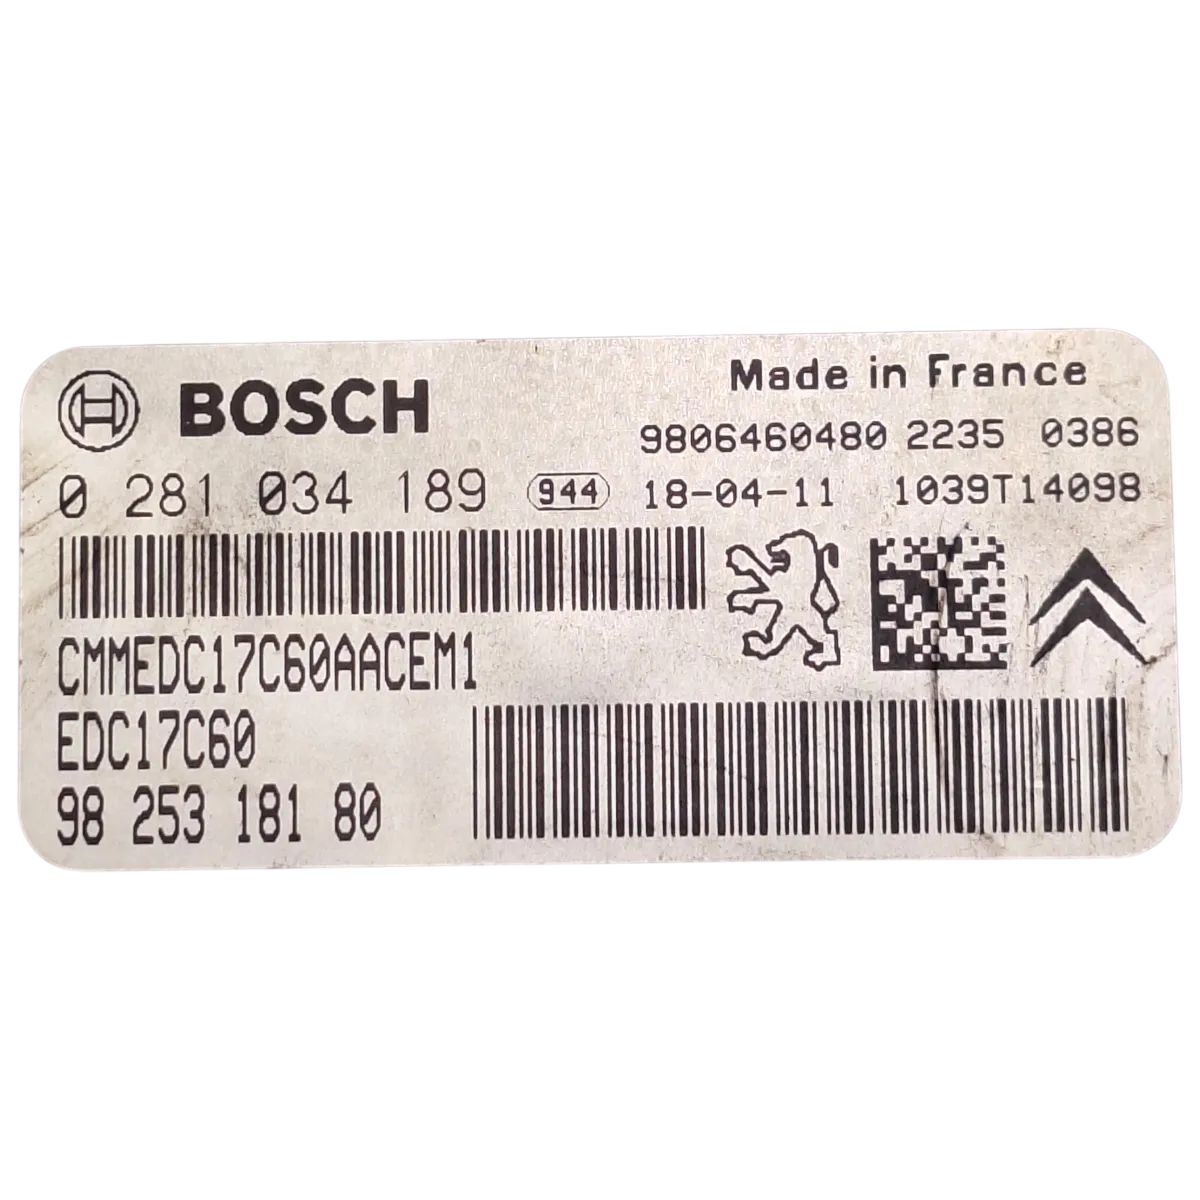 BOSCH
Made in France
9806460480 2235 0386
0 281 034 189 944 18-04-11 1039T14098
CMMEDC17C60AACEM1
EDC17C60
98 253 181 80